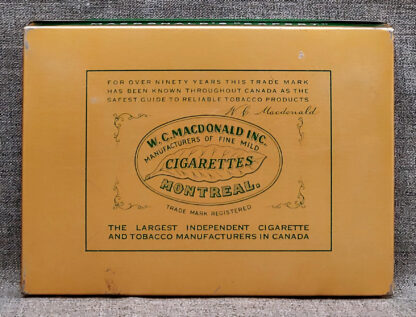 FOR OVER NINETY YEARS THIS TRADE MARK
HAS BEEN KNOWN THROUGHOUT CANADA AS THE
SAFEST GUIDE TO RELIABLE TOBACCO PRODUCTS
W. C. Macdonald
W.C. MACDONALD INC.
MANUFACTURERS OF FINE MILD
CIGARETTES
MONTREAL.
TRADE MARK REGISTERED
THE LARGEST INDEPENDENT CIGARETTE
AND TOBACCO MANUFACTURERS IN CANADA